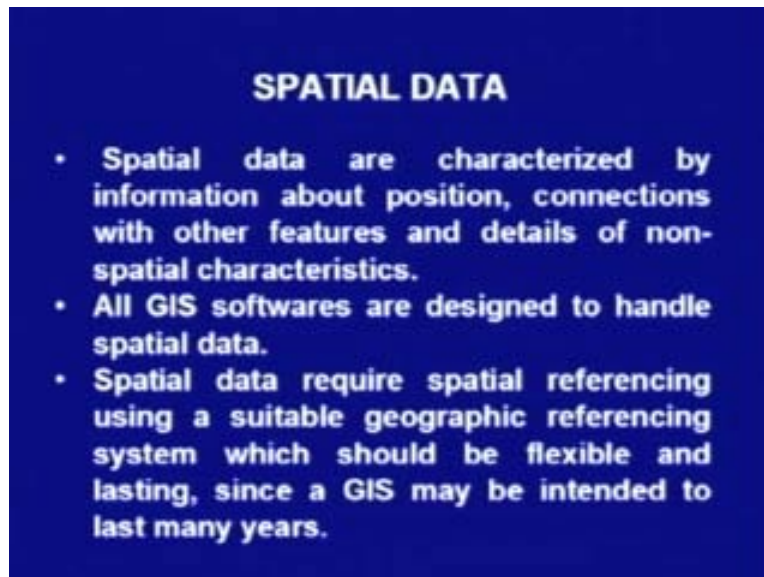 SPATIAL DATA
• Spatial data are characterized by
information about position, connections
with other features and details of non-
spatial characteristics.
• All GIS softwares are designed to handle
spatial data.
• Spatial data require spatial referencing
using a suitable geographic referencing
system which should be flexible and
lasting, since a GIS may be intended to
last many years.